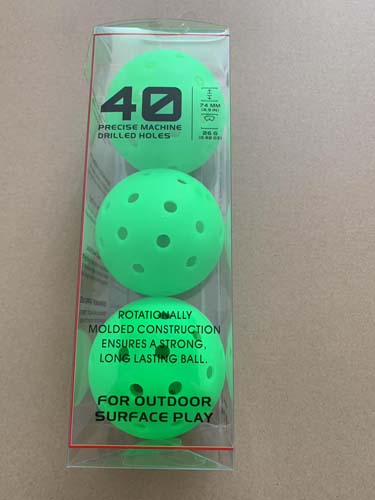 40
PRECISE MACHINE
DRILLED HOLES
74 MM
26 G
ROTATIONALLY
MOLDED CONSTRUCTION
ENSURES A STRONG,
LONG LASTING BALL.
FOR OUTDOOR
SURFACE PLAY